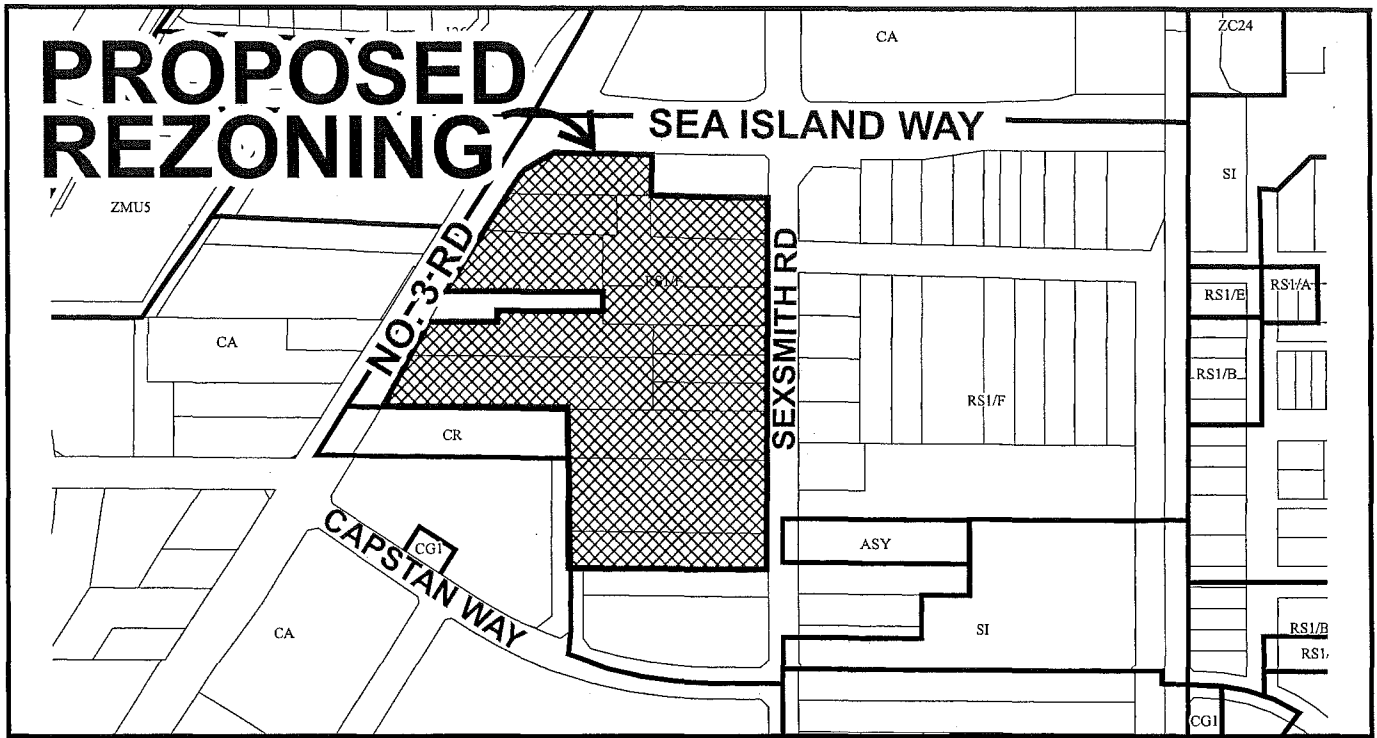 PROPOSED
REZONING
SEA ISLAND WAY
NO. 3 RD
SEXSMITH RD
CAPSTAN WAY
CA
ZC24
SI
ZMU5
RS1/E
RS1/A
RS1/B
CA
RS1/F
CR
CG1
ASY
CA
SI
RS1/B
CG1